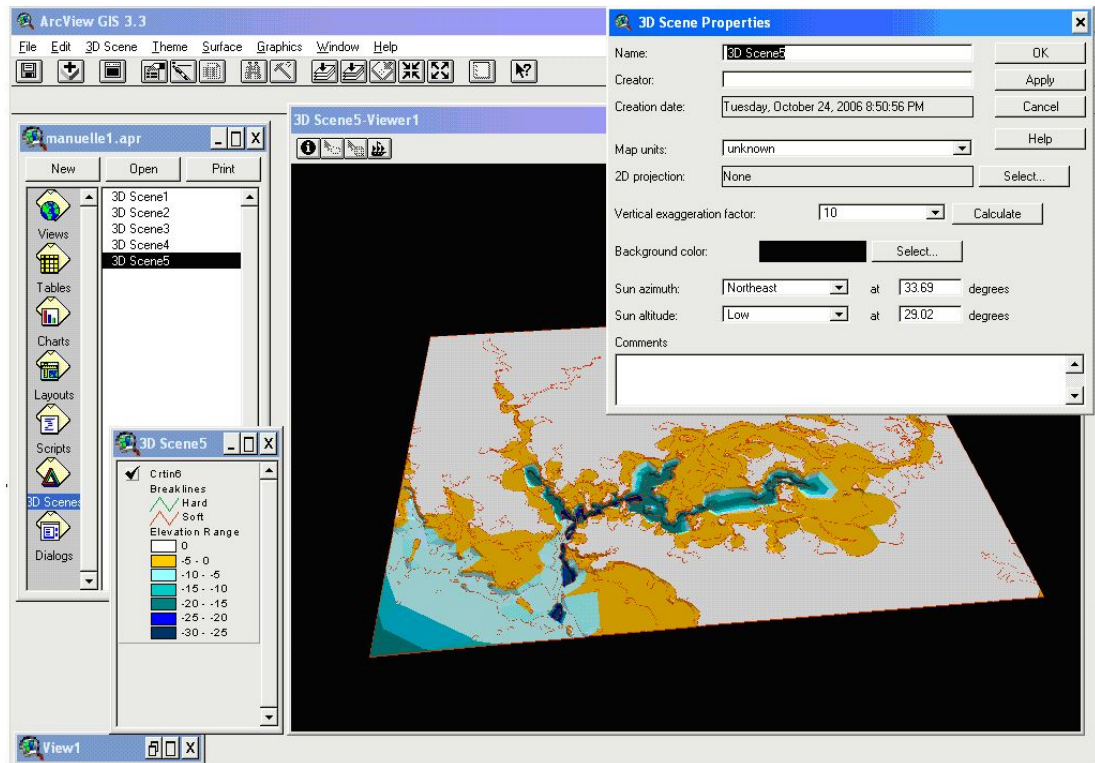 ArcView GIS 3.3
File Edit 3D Scene Theme Surface Graphics Window Help
manuelle1.apr
New Open Print
Views
Tables
Charts
Layouts
Scripts
3D Scenes
Dialogs
3D Scene1
3D Scene2
3D Scene3
3D Scene4
3D Scene5
3D Scene5
Crtin6
Breaklines
Hard
Soft
Elevation Range
0
-5 - 0
-10 - -5
-15 - -10
-20 - -15
-25 - -20
-30 - -25
View1
3D Scene5-Viewer1
3D Scene Properties
Name: 3D Scene5 OK
Creator: Apply
Creation date: Tuesday, October 24, 2006 8:50:56 PM Cancel
Help
Map units: unknown
2D projection: None Select...
Vertical exaggeration factor: 10 Calculate
Background color: Select...
Sun azimuth: Northeast at 33.69 degrees
Sun altitude: Low at 29.02 degrees
Comments